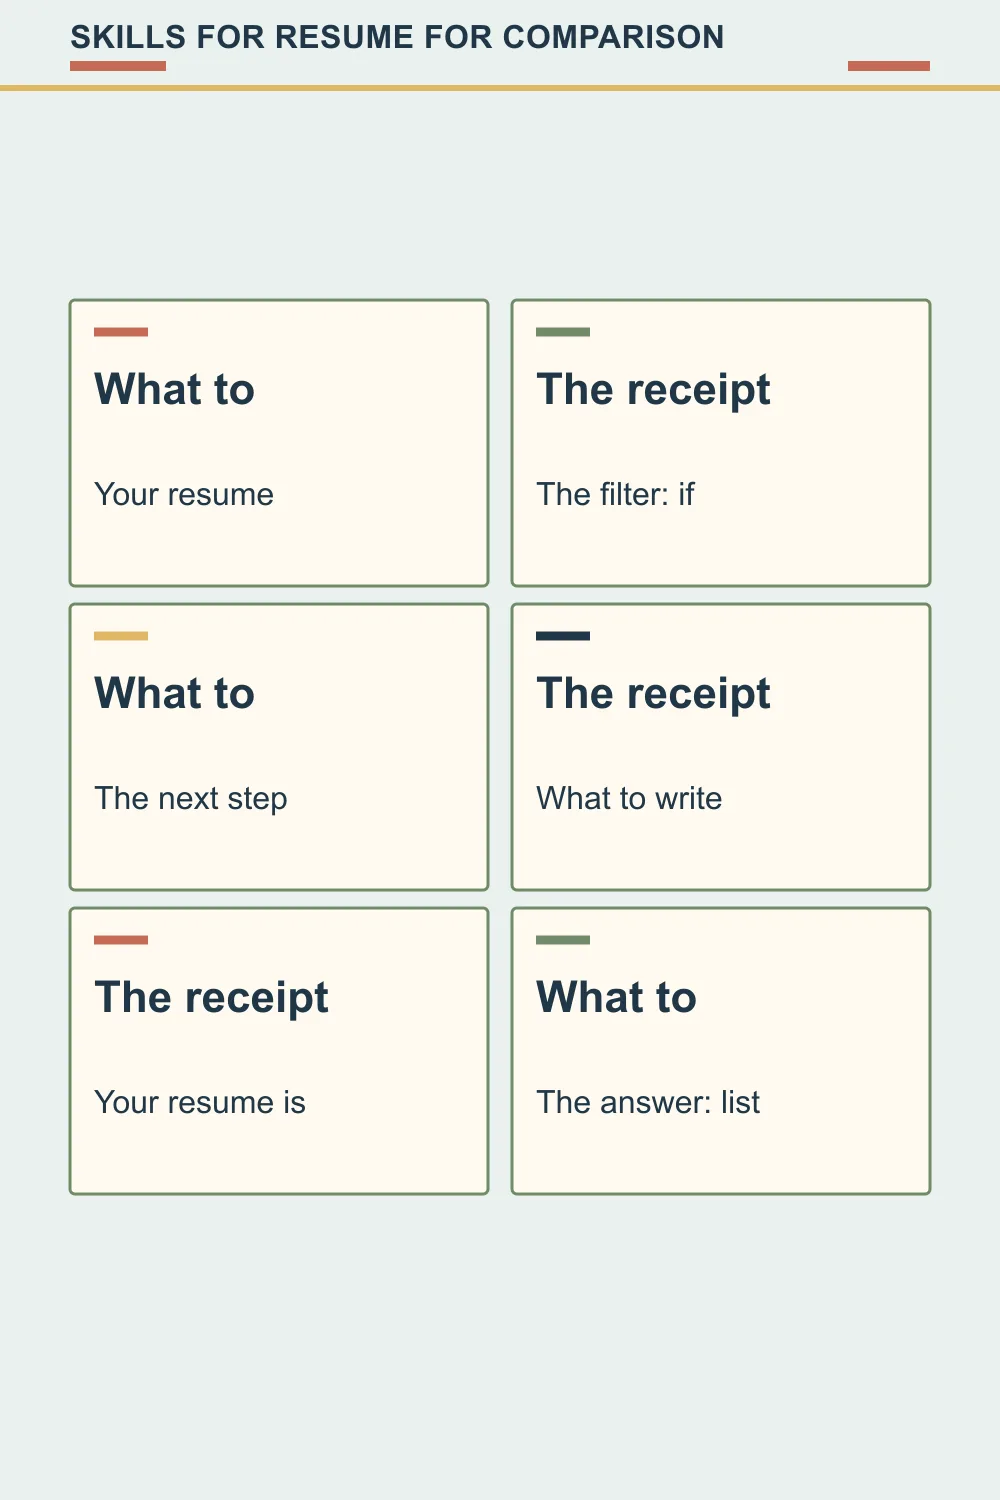 SKILLS FOR RESUME FOR COMPARISON
What to
Your resume
The receipt
The filter: if
What to
The next step
The receipt
What to write
The receipt
Your resume is
What to
The answer: list